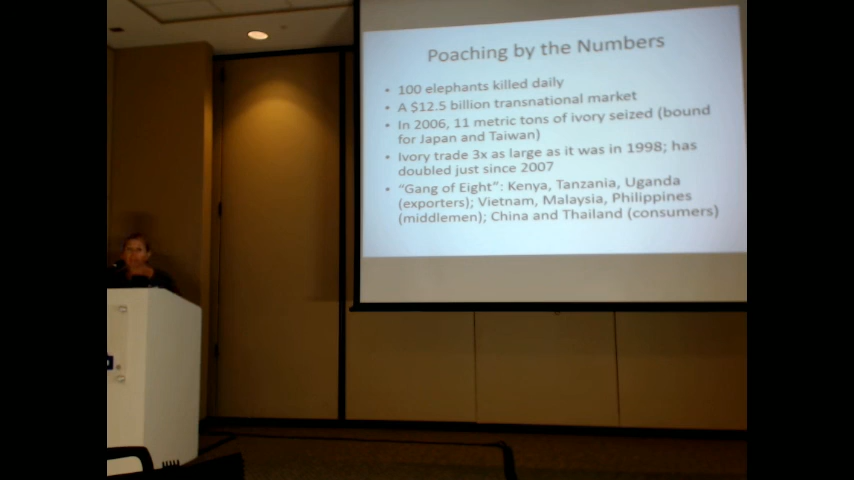 Poaching by the Numbers
• 100 elephants killed daily
• A $12.5 billion transnational market
• In 2006, 11 metric tons of ivory seized (bound
for Japan and Taiwan)
• Ivory trade 3x as large as it was in 1998; has
doubled just since 2007
• “Gang of Eight”: Kenya, Tanzania, Uganda
(exporters); Vietnam, Malaysia, Philippines
(middlemen); China and Thailand (consumers)